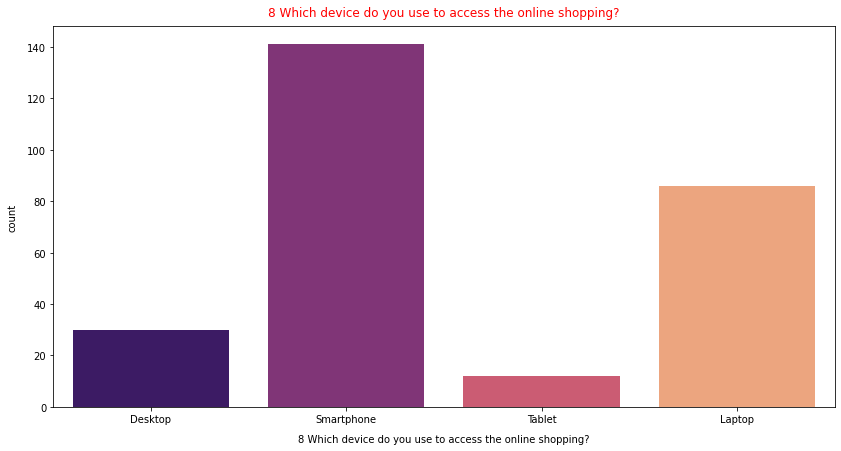 8 Which device do you use to access the online shopping?
140
120
100
80
60
40
20
0
count
Desktop Smartphone Tablet Laptop
8 Which device do you use to access the online shopping?